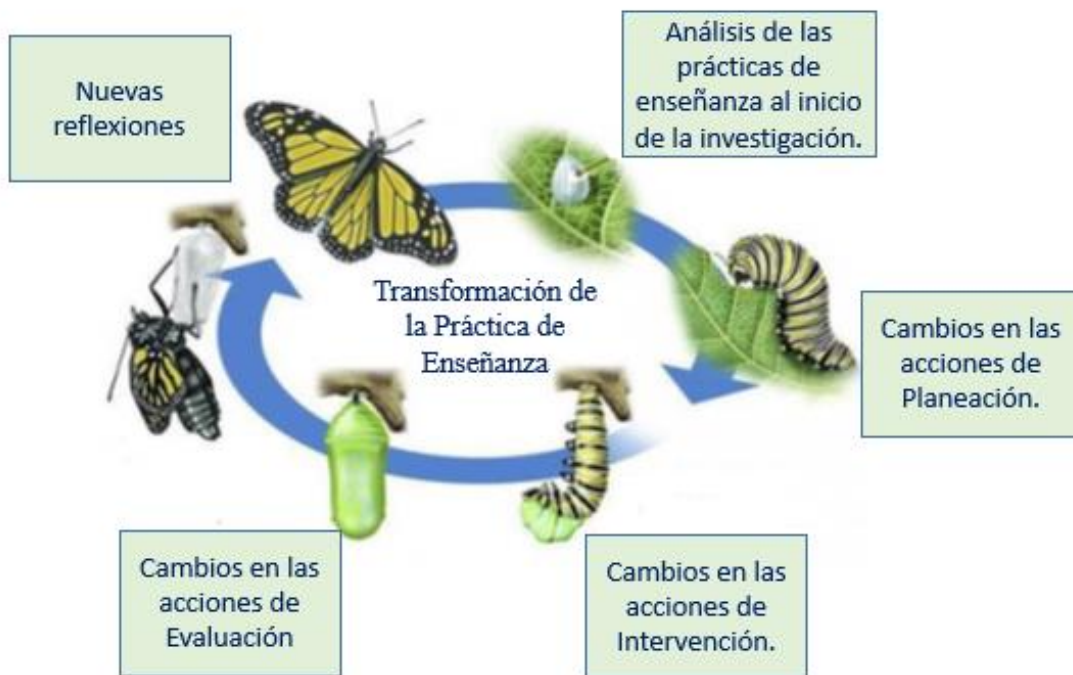 Nuevas
reflexiones
Análisis de las
prácticas de
enseñanza al inicio
de la investigación.
Transformación de
la Práctica de
Enseñanza
Cambios en las
acciones de
Planeación.
Cambios en las
acciones de
Evaluación
Cambios en las
acciones de
Intervención.